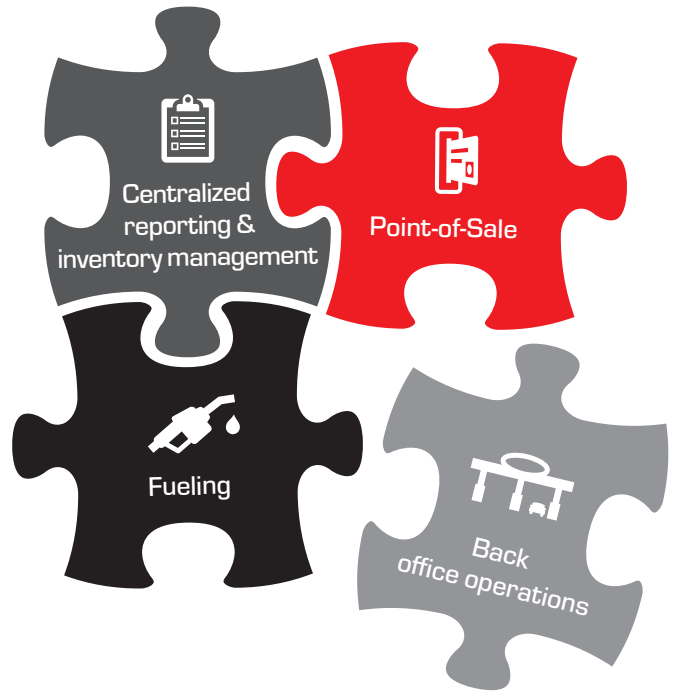 Centralized
reporting &
inventory management
Point-of-Sale
Fueling
Back
office operations